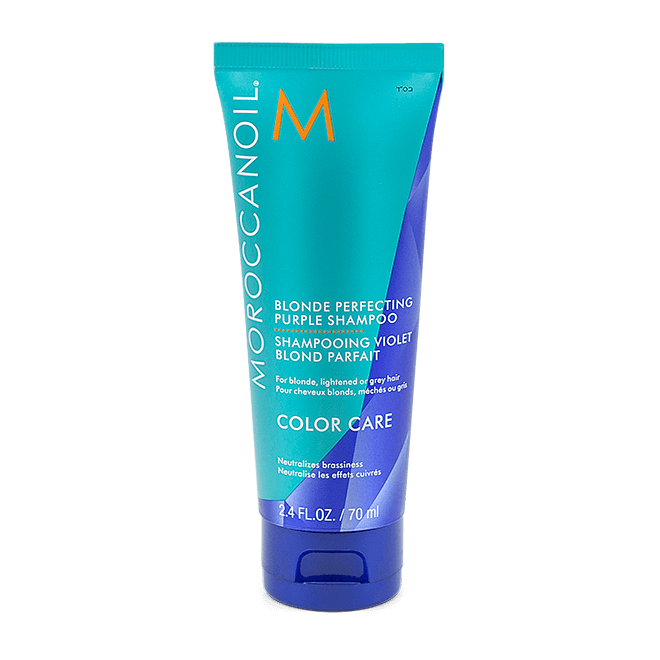 MOROCCANOIL®
M
BLONDE PERFECTING
PURPLE SHAMPOO
SHAMPOOING VIOLET
BLOND PARFAIT
For blonde, lightened or grey hair
Pour cheveux blonds, méchés ou gris
COLOR CARE
Neutralizes brassiness
Neutralise les effets cuivrés
2.4 FL.OZ. / 70 ml